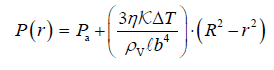 P(r) = P_a + (3η𝒦ΔT / ρ_V ℓ b^4) · (R^2 − r^2)